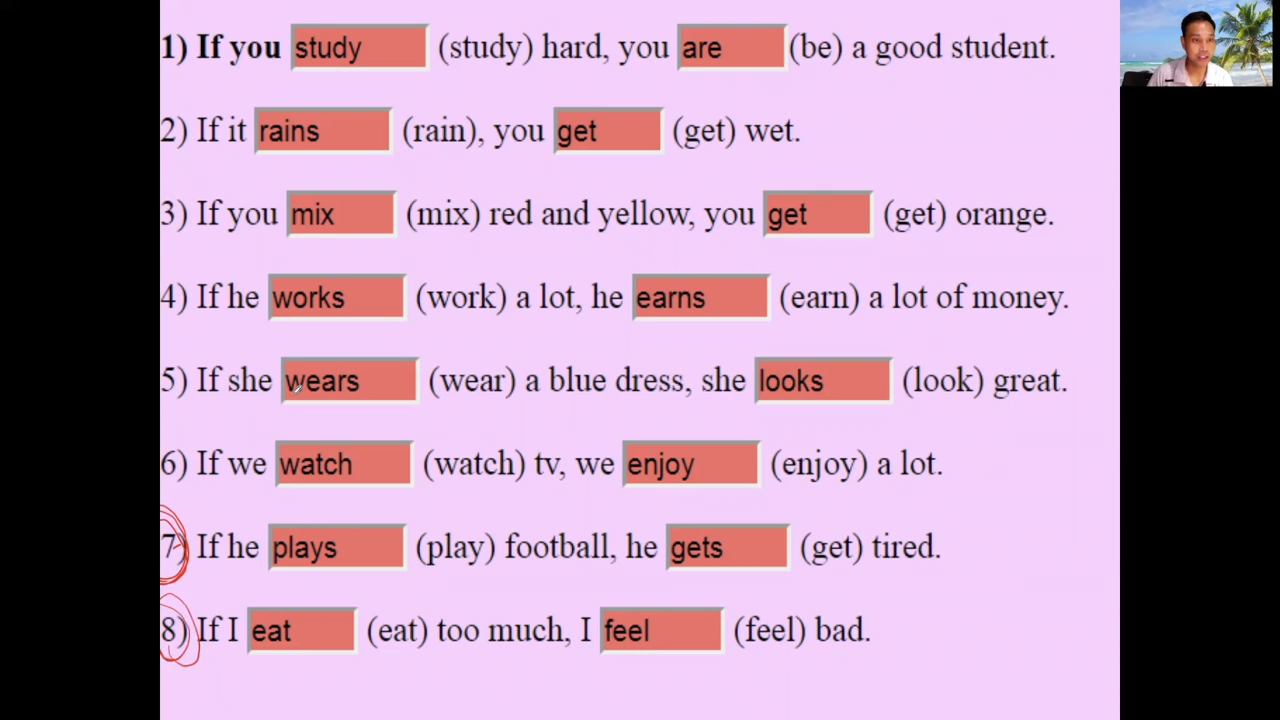 1) If you study (study) hard, you are (be) a good student.
2) If it rains (rain), you get (get) wet.
3) If you mix (mix) red and yellow, you get (get) orange.
4) If he works (work) a lot, he earns (earn) a lot of money.
5) If she wears (wear) a blue dress, she looks (look) great.
6) If we watch (watch) tv, we enjoy (enjoy) a lot.
7) If he plays (play) football, he gets (get) tired.
8) If I eat (eat) too much, I feel (feel) bad.